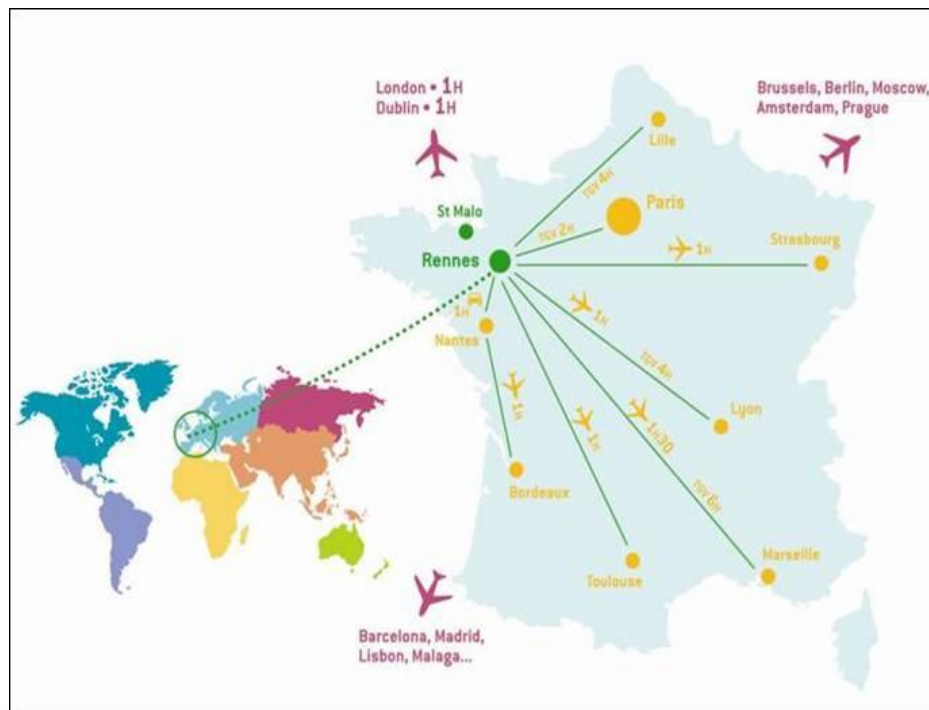 London • 1H
Dublin • 1H
Brussels, Berlin, Moscow,
Amsterdam, Prague
Lille
TGV 4H
Paris
TGV 2H
St Malo
Strasbourg
1H
Rennes
1H
Nantes
1H
TGV 4H
Lyon
1H
1H
1H30
TGV 6H
Bordeaux
Toulouse
Marseille
Barcelona, Madrid,
Lisbon, Malaga...